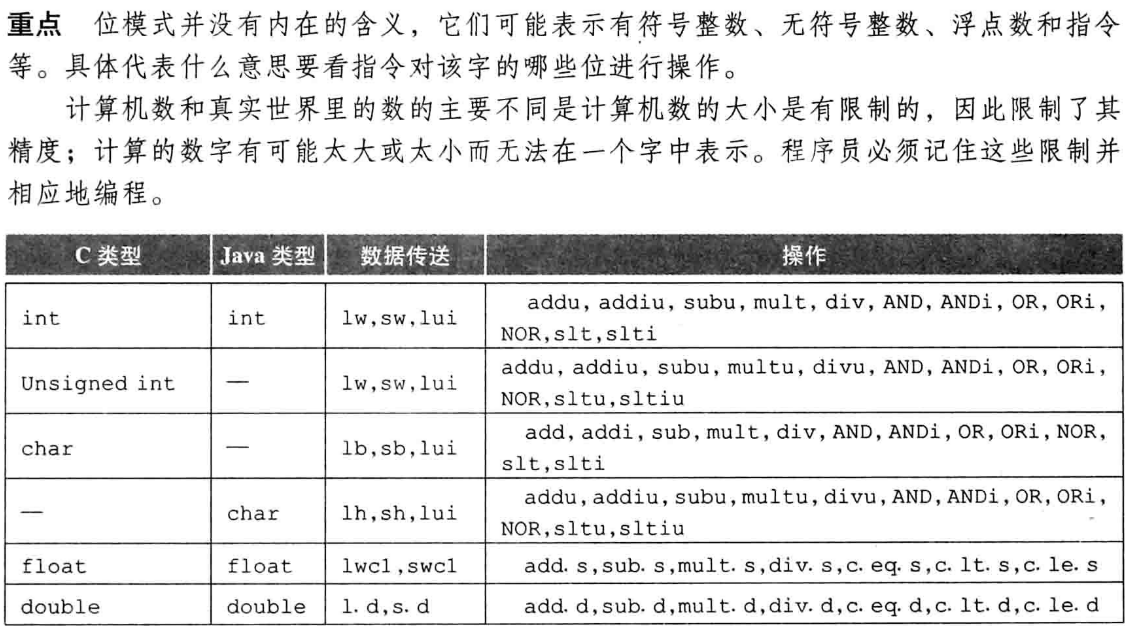 重点 位模式并没有内在的含义，它们可能表示有符号整数、无符号整数、浮点数和指令
等。具体代表什么意思要看指令对该字的哪些位进行操作。
计算机数和真实世界里的数的主要不同是计算机数的大小是有限制的，因此限制了其
精度；计算的数字有可能太大或太小而无法在一个字中表示。程序员必须记住这些限制并
相应地编程。
C 类型 Java 类型 数据传送 操作
int int lw,sw,lui addu, addiu, subu, mult, div, AND, ANDi, OR, ORi,
NOR,slt,slti
Unsigned int — lw,sw,lui addu, addiu, subu, multu, divu, AND, ANDi, OR, ORi,
NOR,sltu,sltiu
char — lb,sb,lui add, addi, sub, mult, div, AND, ANDi, OR, ORi, NOR,
slt,slti
— char lh,sh,lui addu, addiu, subu, multu, divu, AND, ANDi, OR, ORi,
NOR,sltu,sltiu
float float lwc1,swc1 add.s,sub.s,mult.s,div.s,c.eq.s,c.lt.s,c.le.s
double double l.d,s.d add.d,sub.d,mult.d,div.d,c.eq.d,c.lt.d,c.le.d